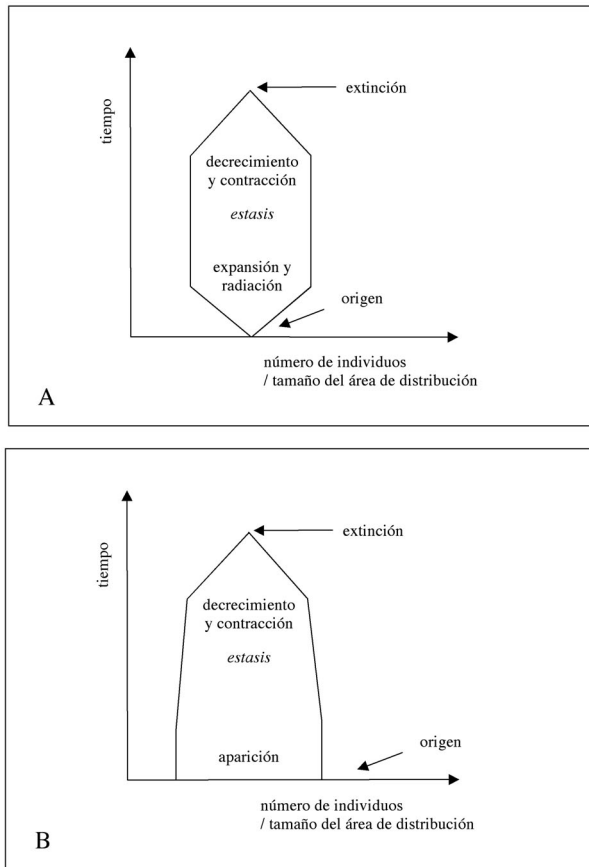 extinción
tiempo
decrecimiento
y contracción
estasis
expansión y
radiación
origen
número de individuos
/ tamaño del área de distribución
A
extinción
tiempo
decrecimiento
y contracción
estasis
aparición
origen
número de individuos
/ tamaño del área de distribución
B